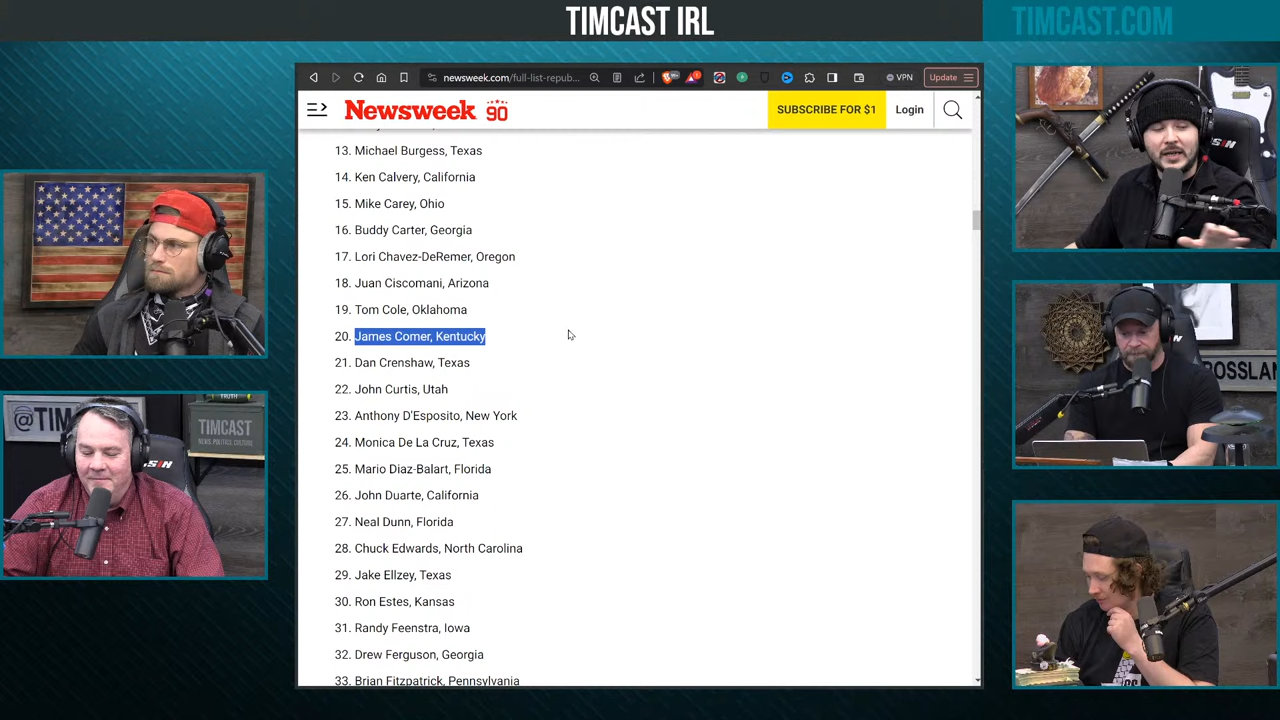 TIMCAST IRL
TIMCAST.COM
newsweek.com/full-list-repub...
VPN
Update
Newsweek 90
SUBSCRIBE FOR $1
Login
13. Michael Burgess, Texas
14. Ken Calvery, California
15. Mike Carey, Ohio
16. Buddy Carter, Georgia
17. Lori Chavez-DeRemer, Oregon
18. Juan Ciscomani, Arizona
19. Tom Cole, Oklahoma
20. James Comer, Kentucky
21. Dan Crenshaw, Texas
22. John Curtis, Utah
23. Anthony D'Esposito, New York
24. Monica De La Cruz, Texas
25. Mario Diaz-Balart, Florida
26. John Duarte, California
27. Neal Dunn, Florida
28. Chuck Edwards, North Carolina
29. Jake Ellzey, Texas
30. Ron Estes, Kansas
31. Randy Feenstra, Iowa
32. Drew Ferguson, Georgia
33. Brian Fitzpatrick, Pennsylvania
@TIM
TRUTH
TIMCAST
NEWS. POLITICS. CULTURE.
ROSSLAN